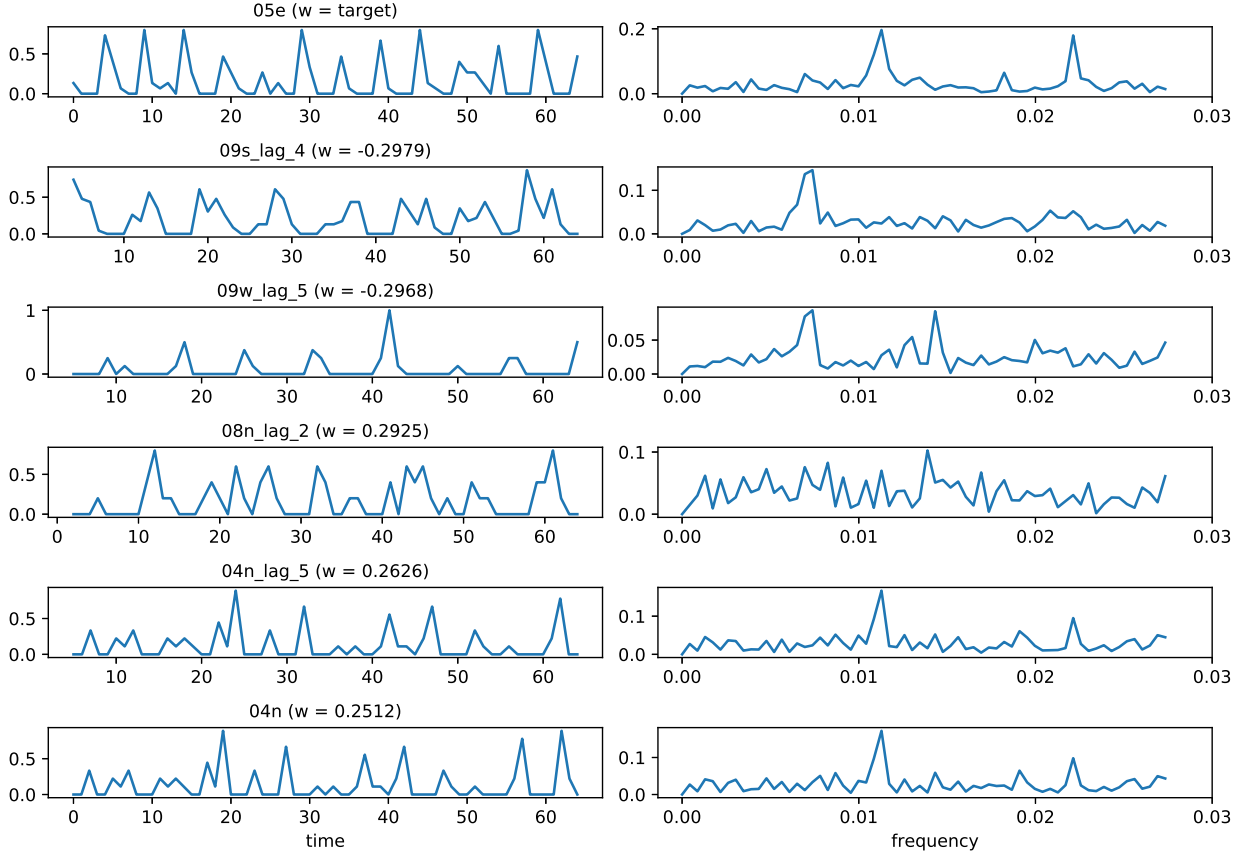 05e (w = target)
0.5
0.0
0 10 20 30 40 50 60
0.2
0.0
0.00 0.01 0.02 0.03
09s_lag_4 (w = -0.2979)
0.5
0.0
10 20 30 40 50 60
0.1
0.0
0.00 0.01 0.02 0.03
09w_lag_5 (w = -0.2968)
1
0
10 20 30 40 50 60
0.05
0.00
0.00 0.01 0.02 0.03
08n_lag_2 (w = 0.2925)
0.5
0.0
0 10 20 30 40 50 60
0.1
0.0
0.00 0.01 0.02 0.03
04n_lag_5 (w = 0.2626)
0.5
0.0
10 20 30 40 50 60
0.1
0.0
0.00 0.01 0.02 0.03
04n (w = 0.2512)
0.5
0.0
0 10 20 30 40 50 60
time
0.1
0.0
0.00 0.01 0.02 0.03
frequency